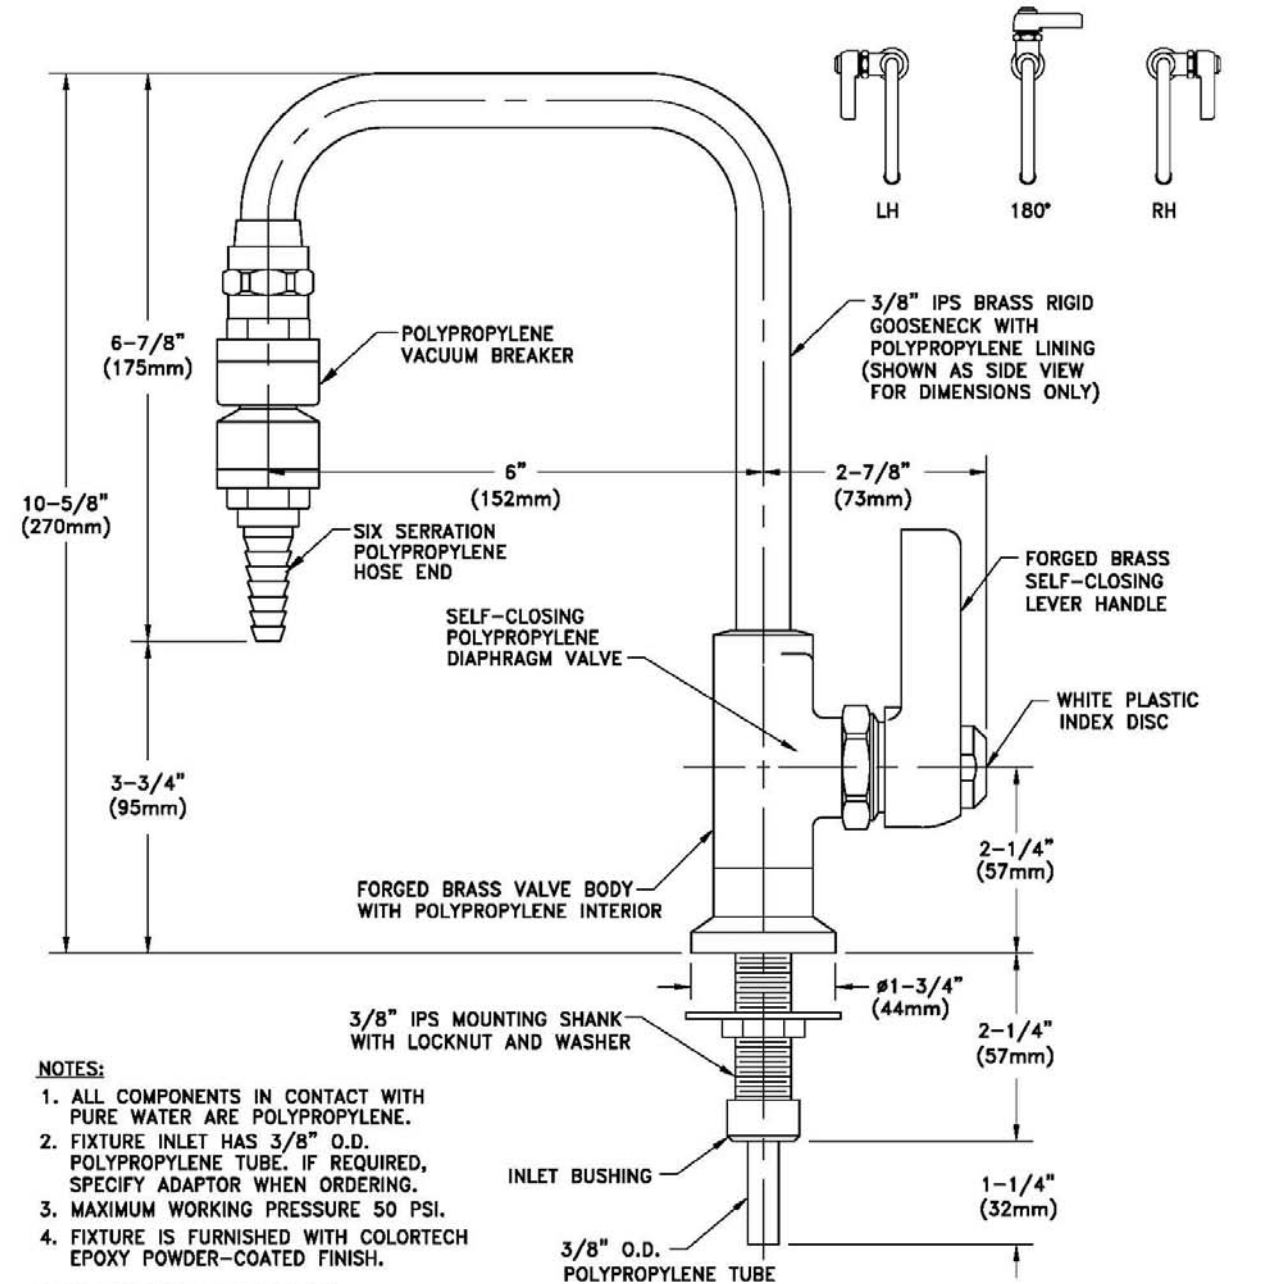 LH
180°
RH
3/8" IPS BRASS RIGID
GOOSENECK WITH
POLYPROPYLENE LINING
(SHOWN AS SIDE VIEW
FOR DIMENSIONS ONLY)
6-7/8"
(175mm)
POLYPROPYLENE
VACUUM BREAKER
6"
(152mm)
2-7/8"
(73mm)
10-5/8"
(270mm)
SIX SERRATION
POLYPROPYLENE
HOSE END
FORGED BRASS
SELF-CLOSING
LEVER HANDLE
SELF-CLOSING
POLYPROPYLENE
DIAPHRAGM VALVE
WHITE PLASTIC
INDEX DISC
3-3/4"
(95mm)
2-1/4"
(57mm)
FORGED BRASS VALVE BODY
WITH POLYPROPYLENE INTERIOR
ø1-3/4"
(44mm)
3/8" IPS MOUNTING SHANK
WITH LOCKNUT AND WASHER
2-1/4"
(57mm)
NOTES:
1. ALL COMPONENTS IN CONTACT WITH
PURE WATER ARE POLYPROPYLENE.
2. FIXTURE INLET HAS 3/8" O.D.
POLYPROPYLENE TUBE. IF REQUIRED,
SPECIFY ADAPTOR WHEN ORDERING.
3. MAXIMUM WORKING PRESSURE 50 PSI.
4. FIXTURE IS FURNISHED WITH COLORTECH
EPOXY POWDER-COATED FINISH.
INLET BUSHING
1-1/4"
(32mm)
3/8" O.D.
POLYPROPYLENE TUBE